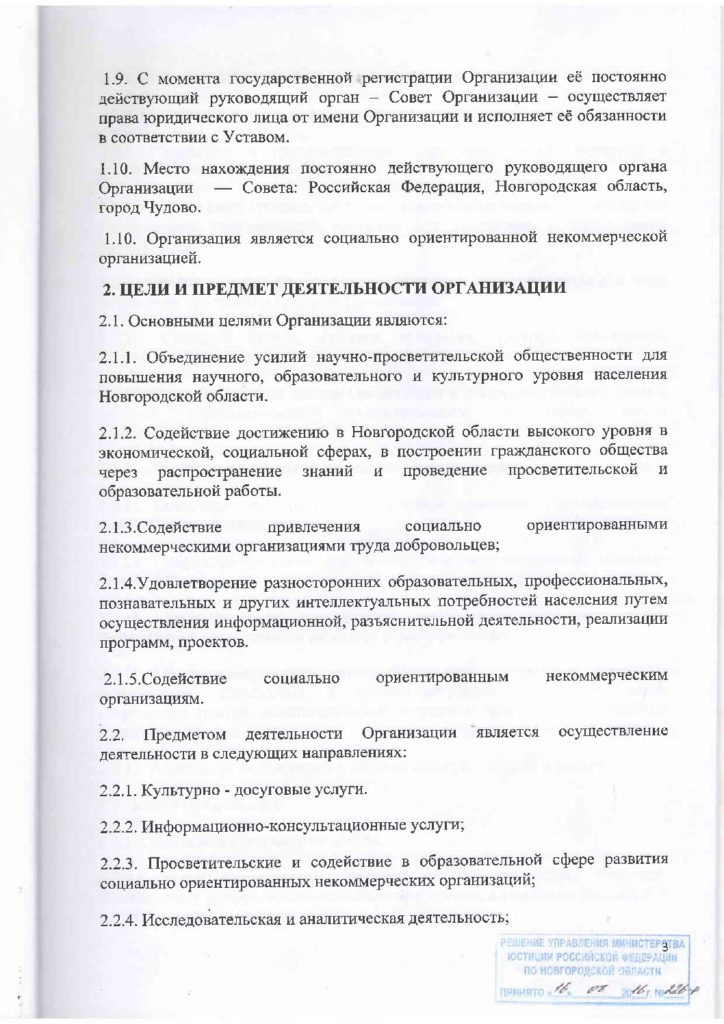 1.9. С момента государственной регистрации Организации её постоянно
действующий руководящий орган – Совет Организации – осуществляет
права юридического лица от имени Организации и исполняет её обязанности
в соответствии с Уставом.
1.10. Место нахождения постоянно действующего руководящего органа
Организации — Совета: Российская Федерация, Новгородская область,
город Чудово.
1.10. Организация является социально ориентированной некоммерческой
организацией.
2. ЦЕЛИ И ПРЕДМЕТ ДЕЯТЕЛЬНОСТИ ОРГАНИЗАЦИИ
2.1. Основными целями Организации являются:
2.1.1. Объединение усилий научно-просветительской общественности для
повышения научного, образовательного и культурного уровня населения
Новгородской области.
2.1.2. Содействие достижению в Новгородской области высокого уровня в
экономической, социальной сферах, в построении гражданского общества
через распространение знаний и проведение просветительской и
образовательной работы.
2.1.3.Содействие привлечения социально ориентированными
некоммерческими организациями труда добровольцев;
2.1.4.Удовлетворение разносторонних образовательных, профессиональных,
познавательных и других интеллектуальных потребностей населения путем
осуществления информационной, разъяснительной деятельности, реализации
программ, проектов.
2.1.5.Содействие социально ориентированным некоммерческим
организациям.
2.2. Предметом деятельности Организации является осуществление
деятельности в следующих направлениях:
2.2.1. Культурно - досуговые услуги.
2.2.2. Информационно-консультационные услуги;
2.2.3. Просветительские и содействие в образовательной сфере развития
социально ориентированных некоммерческих организаций;
2.2.4. Исследовательская и аналитическая деятельность;
3
РЕШЕНИЕ УПРАВЛЕНИЯ МИНИСТЕРСТВА
ЮСТИЦИИ РОССИЙСКОЙ ФЕДЕРАЦИИ
ПО НОВГОРОДСКОЙ ОБЛАСТИ
ПРИНЯТО «16» 2016 г. №